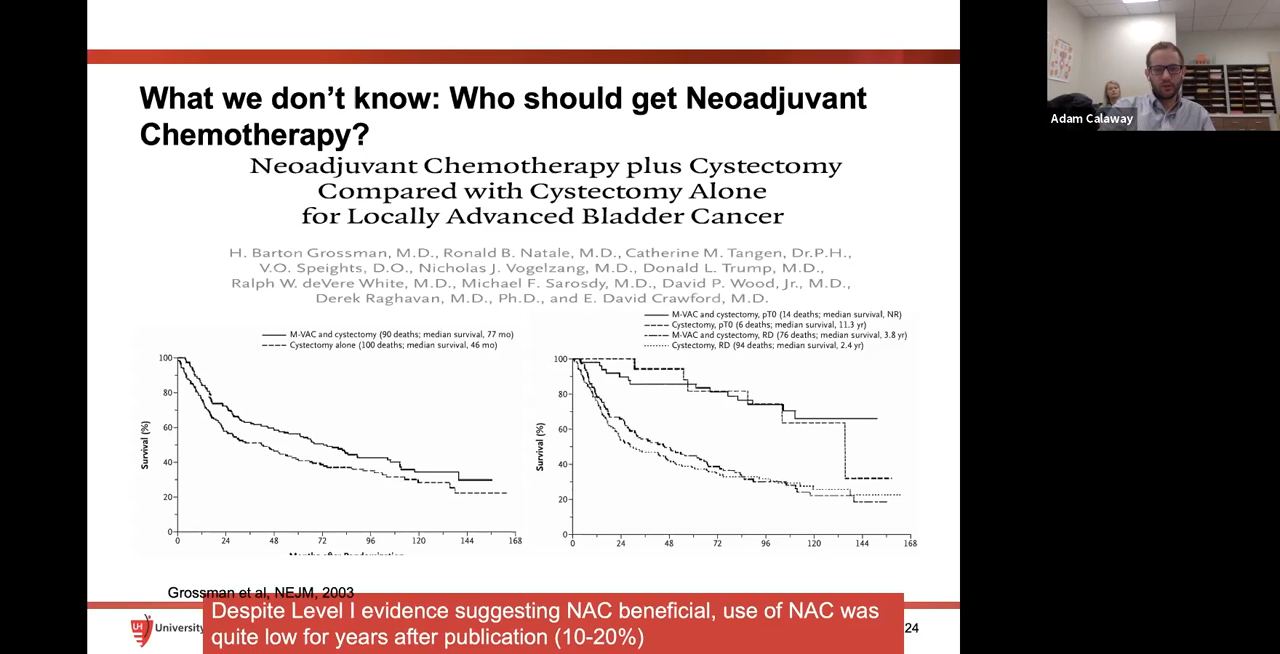 What we don't know: Who should get Neoadjuvant
Chemotherapy?
Neoadjuvant Chemotherapy plus Cystectomy
Compared with Cystectomy Alone
for Locally Advanced Bladder Cancer
H. Barton Grossman, M.D., Ronald B. Natale, M.D., Catherine M. Tangen, Dr.P.H.,
V.O. Speights, D.O., Nicholas J. Vogelzang, M.D., Donald L. Trump, M.D.,
Ralph W. deVere White, M.D., Michael F. Sarosdy, M.D., David P. Wood, Jr., M.D.,
Derek Raghavan, M.D., Ph.D., and E. David Crawford, M.D.
M-VAC and cystectomy (90 deaths; median survival, 77 mo)
Cystectomy alone (100 deaths; median survival, 46 mo)
100
80
60
40
20
0
Survival (%)
0 24 48 72 96 120 144 168
Months after Randomization
M-VAC and cystectomy, pT0 (14 deaths; median survival, NR)
Cystectomy, pT0 (6 deaths; median survival, 11.3 yr)
M-VAC and cystectomy, RD (76 deaths; median survival, 3.8 yr)
Cystectomy, RD (94 deaths; median survival, 2.4 yr)
100
80
60
40
20
0
Survival (%)
0 24 48 72 96 120 144 168
Grossman et al, NEJM, 2003
Despite Level I evidence suggesting NAC beneficial, use of NAC was
quite low for years after publication (10-20%)
UH
University
24
Adam Calaway